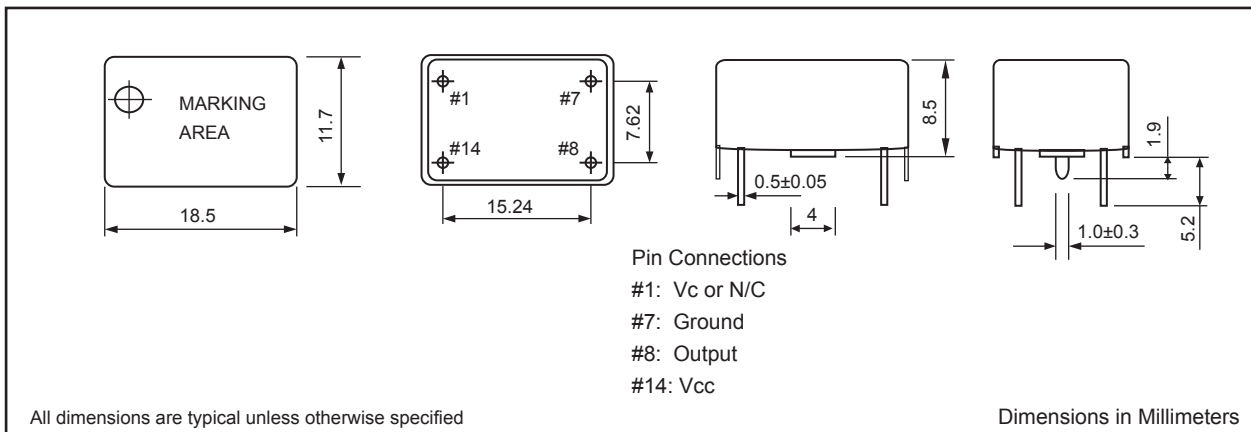 MARKING
AREA
11.7
18.5
#1
#7
#14
#8
7.62
15.24
8.5
0.5±0.05
4
1.9
5.2
1.0±0.3
Pin Connections
#1: Vc or N/C
#7: Ground
#8: Output
#14: Vcc
All dimensions are typical unless otherwise specified
Dimensions in Millimeters